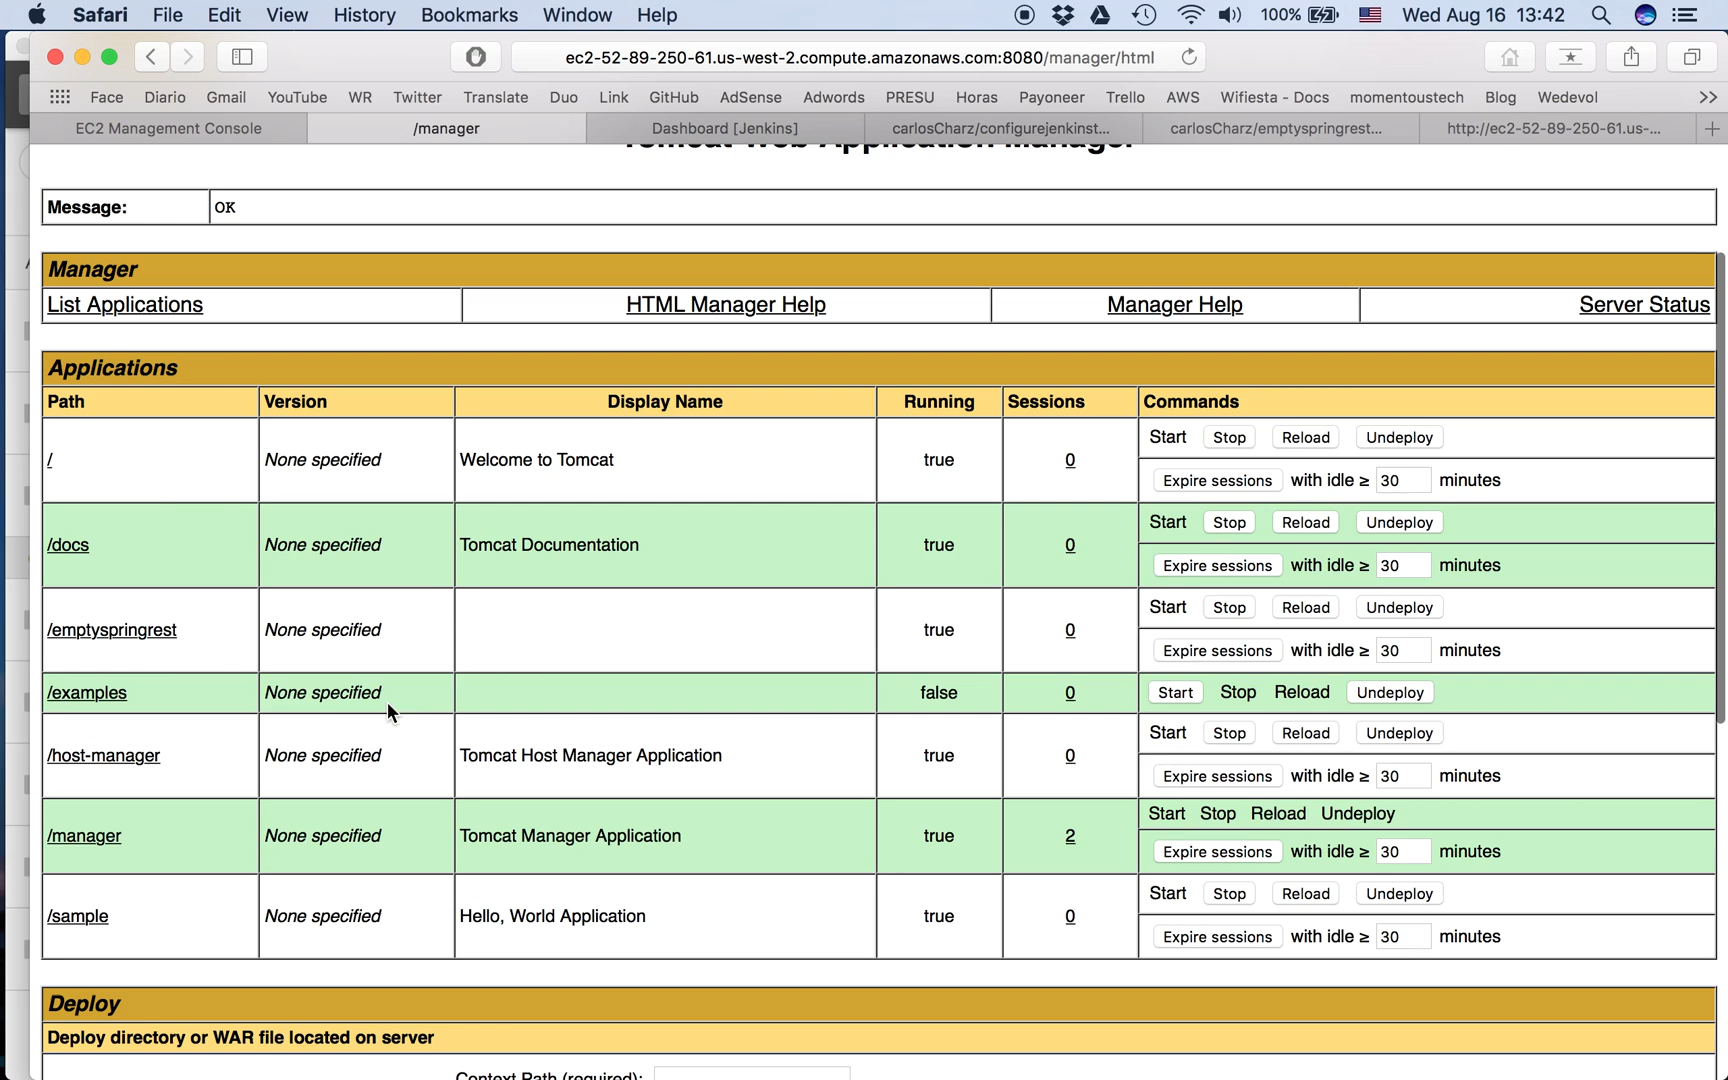 Safari File Edit View History Bookmarks Window Help 100% Wed Aug 16 13:42
ec2-52-89-250-61.us-west-2.compute.amazonaws.com:8080/manager/html
Face Diario Gmail YouTube WR Twitter Translate Duo Link GitHub AdSense Adwords PRESU Horas Payoneer Trello AWS Wifiesta - Docs momentoustech Blog Wedevol
EC2 Management Console /manager Dashboard [Jenkins] carlosCharz/configurejenkinst... carlosCharz/emptyspringrest... http://ec2-52-89-250-61.us-...
Tomcat Web Application Manager
Message: OK
Manager
List Applications HTML Manager Help Manager Help Server Status
Applications
Path Version Display Name Running Sessions Commands
/ None specified Welcome to Tomcat true 0 Start Stop Reload Undeploy
Expire sessions with idle ≥ 30 minutes
/docs None specified Tomcat Documentation true 0 Start Stop Reload Undeploy
Expire sessions with idle ≥ 30 minutes
/emptyspringrest None specified true 0 Start Stop Reload Undeploy
Expire sessions with idle ≥ 30 minutes
/examples None specified false 0 Start Stop Reload Undeploy
/host-manager None specified Tomcat Host Manager Application true 0 Start Stop Reload Undeploy
Expire sessions with idle ≥ 30 minutes
/manager None specified Tomcat Manager Application true 2 Start Stop Reload Undeploy
Expire sessions with idle ≥ 30 minutes
/sample None specified Hello, World Application true 0 Start Stop Reload Undeploy
Expire sessions with idle ≥ 30 minutes
Deploy
Deploy directory or WAR file located on server
Context Path (required):